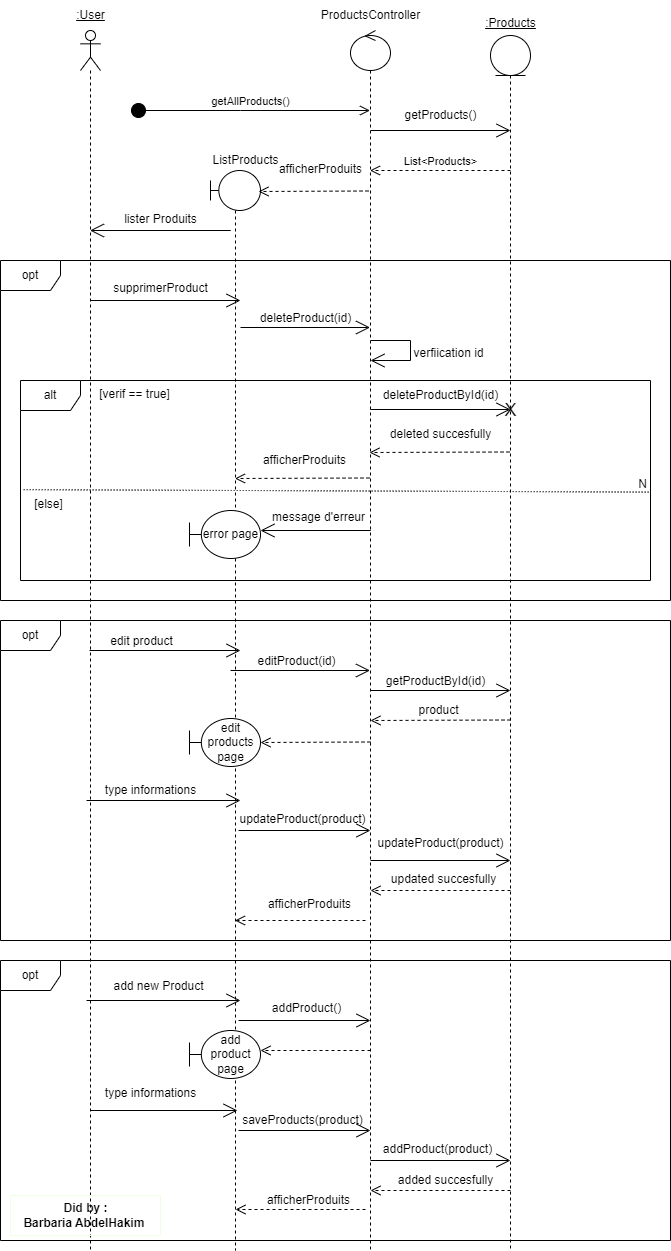 :User
ProductsController
:Products
getAllProducts()
getProducts()
ListProducts
afficherProduits
List<Products>
lister Produits
opt
supprimerProduct
deleteProduct(id)
verfiication id
alt
[verif == true]
deleteProductById(id)
X
deleted succesfully
afficherProduits
N
[else]
message d'erreur
error page
opt
edit product
editProduct(id)
getProductById(id)
product
edit
products
page
type informations
updateProduct(product)
updateProduct(product)
updated succesfully
afficherProduits
opt
add new Product
addProduct()
add
product
page
type informations
saveProducts(product)
addProduct(product)
added succesfully
afficherProduits
Did by :
Barbaria AbdelHakim